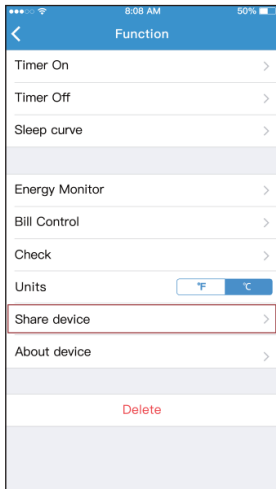 8:08 AM
50%
Function
Timer On
Timer Off
Sleep curve
Energy Monitor
Bill Control
Check
Units °F °C
Share device
About device
Delete